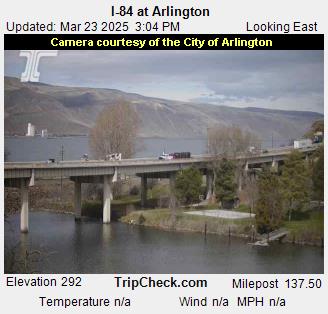 I-84 at Arlington
Updated: Mar 23 2025 3:04 PM Looking East
Camera courtesy of the City of Arlington
Elevation 292 TripCheck.com Milepost 137.50
Temperature n/a Wind n/a MPH n/a